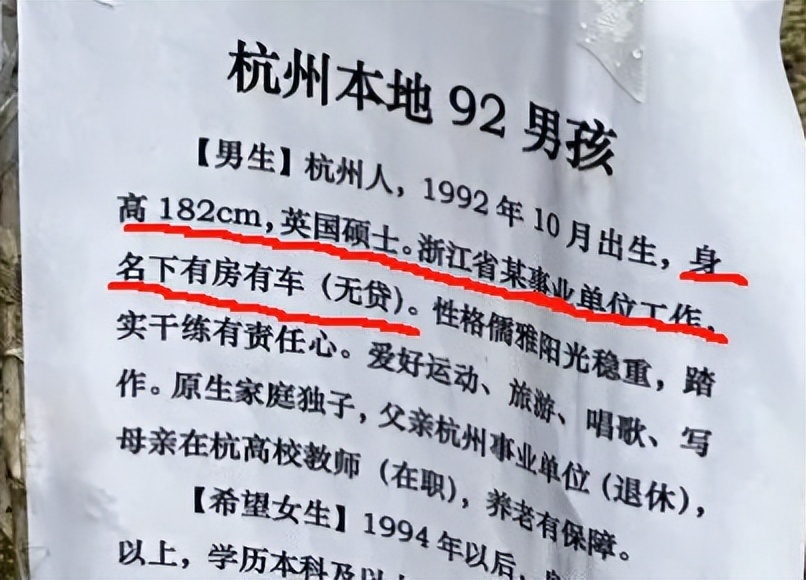 杭州本地 92 男孩
【男生】杭州人，1992 年 10 月出生，身
高 182cm，英国硕士。浙江省某事业单位工作，
名下有房有车（无贷）。性格儒雅阳光稳重，踏
实干练有责任心。爱好运动、旅游、唱歌、写
作。原生家庭独子，父亲杭州事业单位（退休），
母亲在杭高校教师（在职），养老有保障。
【希望女生】1994 年以后，
以上，学历本科及以